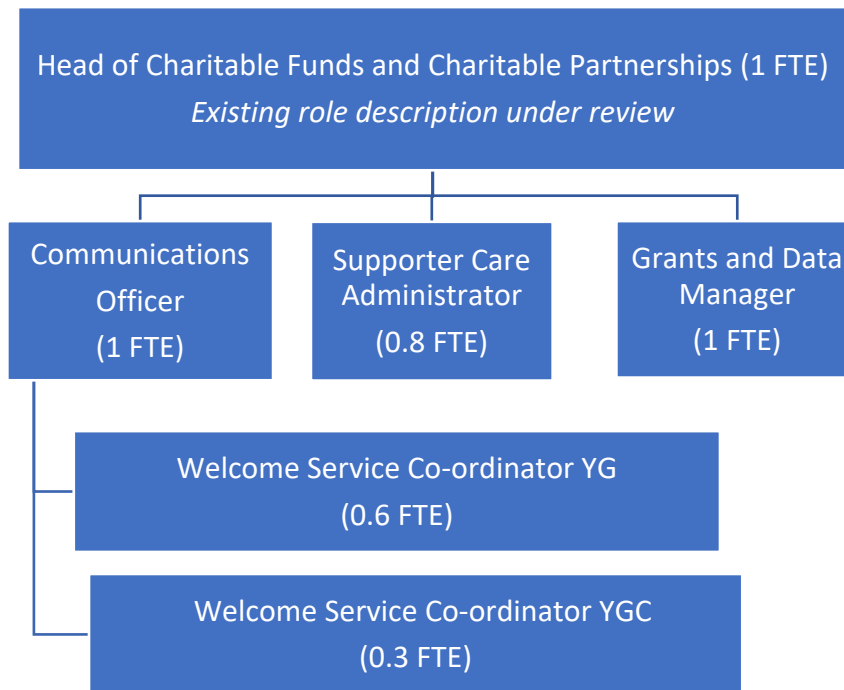 Head of Charitable Funds and Charitable Partnerships (1 FTE)
Existing role description under review
Communications
Officer
(1 FTE)
Supporter Care
Administrator
(0.8 FTE)
Grants and Data
Manager
(1 FTE)
Welcome Service Co-ordinator YG
(0.6 FTE)
Welcome Service Co-ordinator YGC
(0.3 FTE)